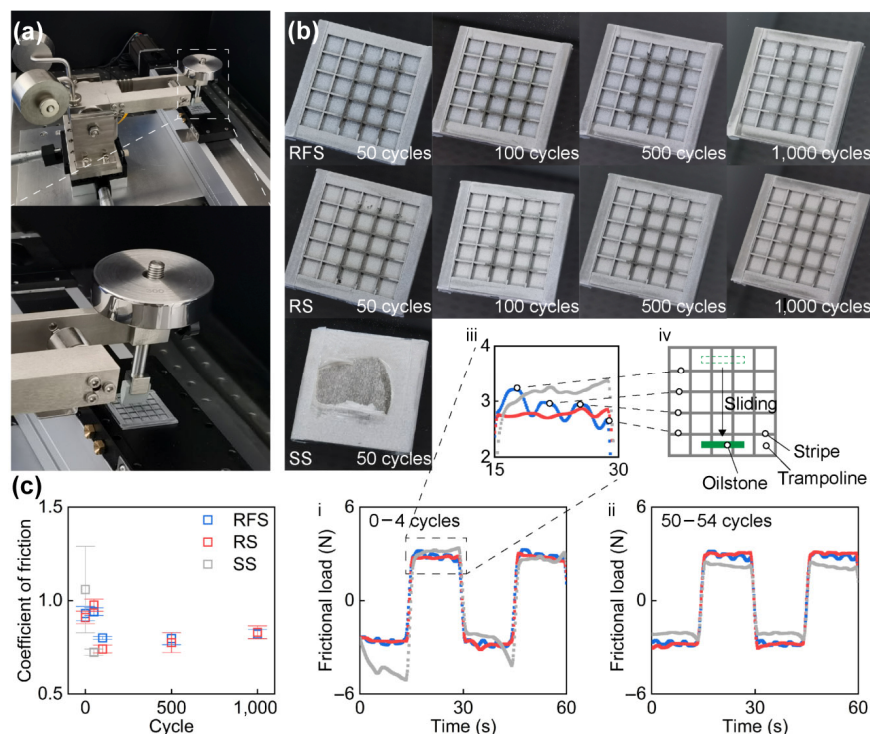 (a)
(b)
RFS 50 cycles
100 cycles
500 cycles
1,000 cycles
RS 50 cycles
100 cycles
500 cycles
1,000 cycles
SS 50 cycles
iii
4
3
2
15 30
iv
Sliding
Stripe
Trampoline
Oilstone
(c)
1.5
1.0
0.5
Coefficient of friction
RFS
RS
SS
0 500 1,000
Cycle
i
0–4 cycles
6
0
−6
Frictional load (N)
0 30 60
Time (s)
ii
50–54 cycles
6
0
−6
Frictional load (N)
0 30 60
Time (s)